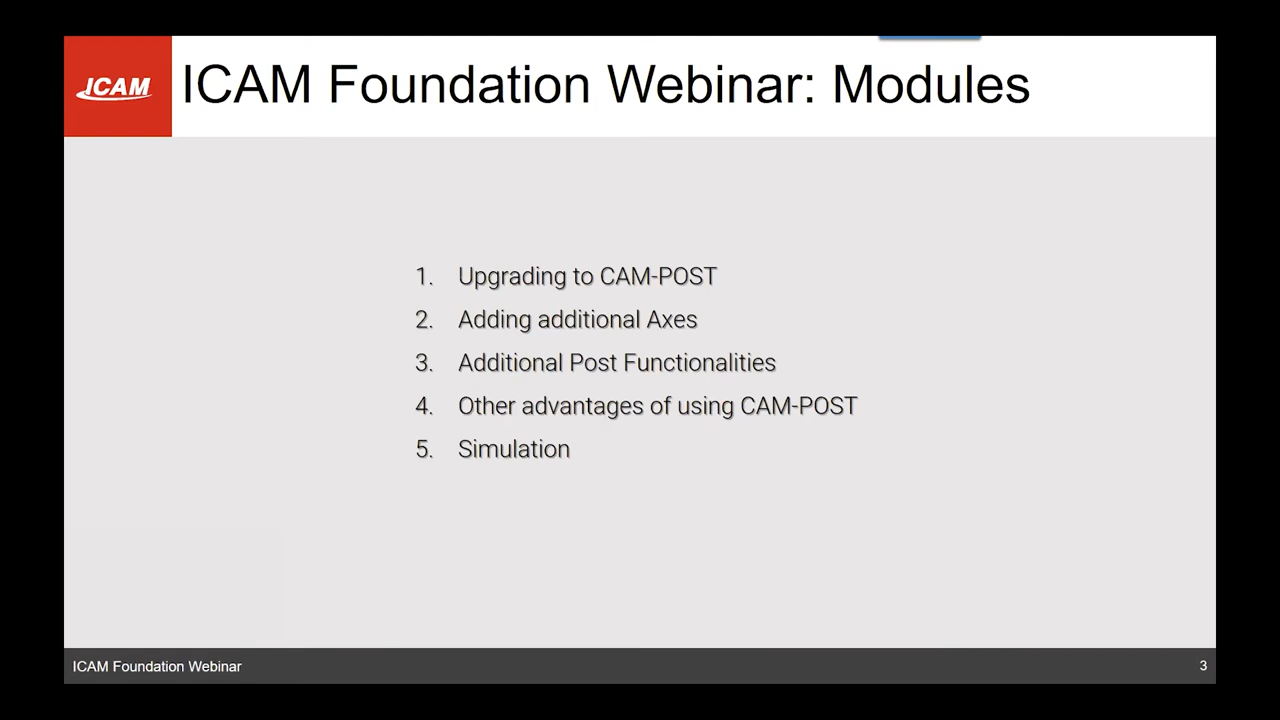 ICAM
ICAM Foundation Webinar: Modules
1. Upgrading to CAM-POST
2. Adding additional Axes
3. Additional Post Functionalities
4. Other advantages of using CAM-POST
5. Simulation
ICAM Foundation Webinar
3